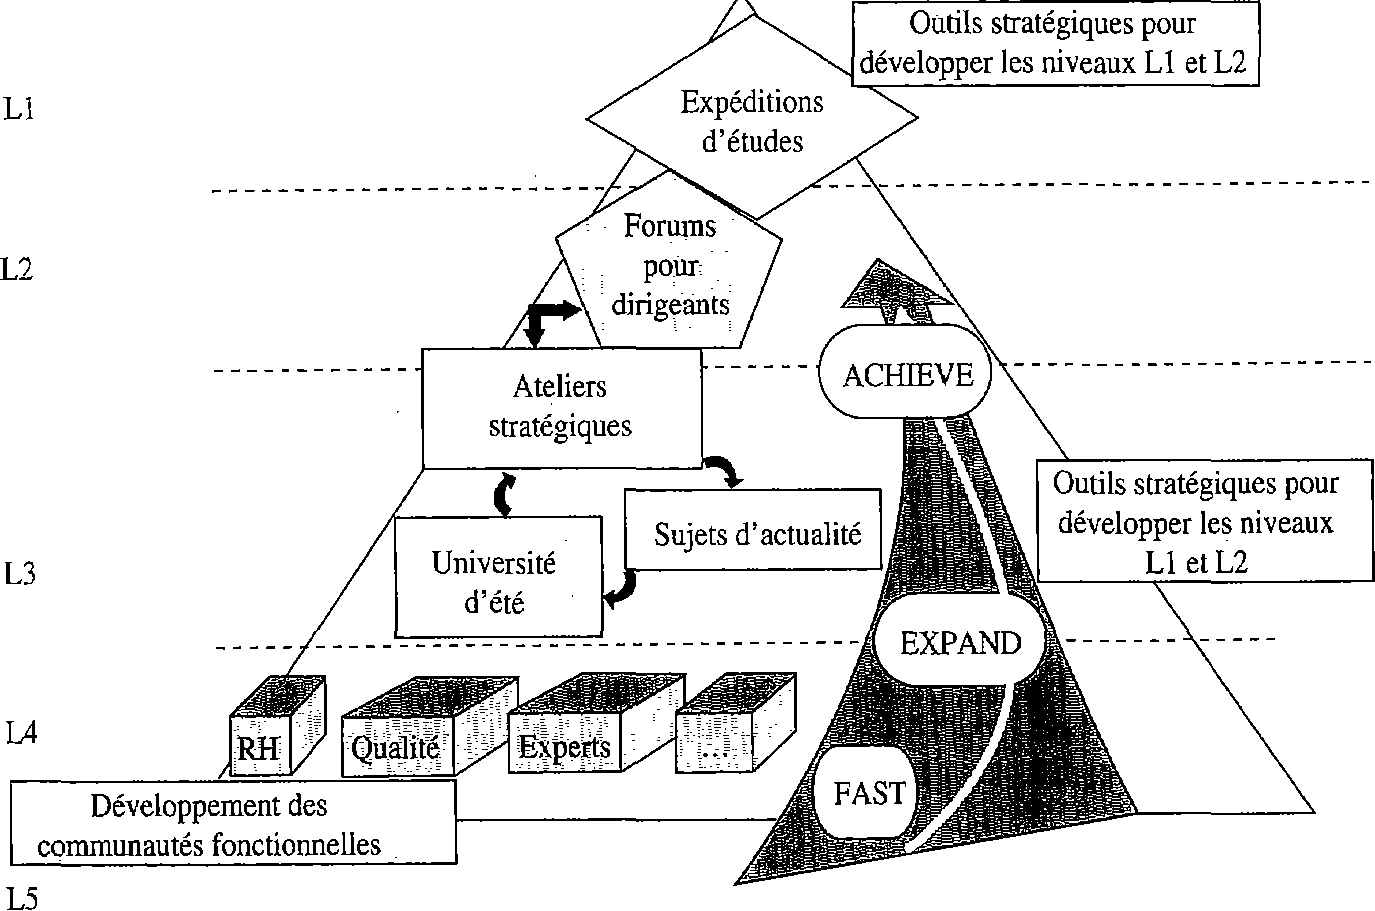 Outils stratégiques pour
développer les niveaux L1 et L2
L1
Expéditions
d'études
L2
Forums
pour
dirigeants
ACHIEVE
Ateliers
stratégiques
Outils stratégiques pour
développer les niveaux
L1 et L2
Sujets d'actualité
L3
Université
d'été
EXPAND
L4
RH
Qualité
Experts
...
FAST
Développement des
communautés fonctionnelles
L5